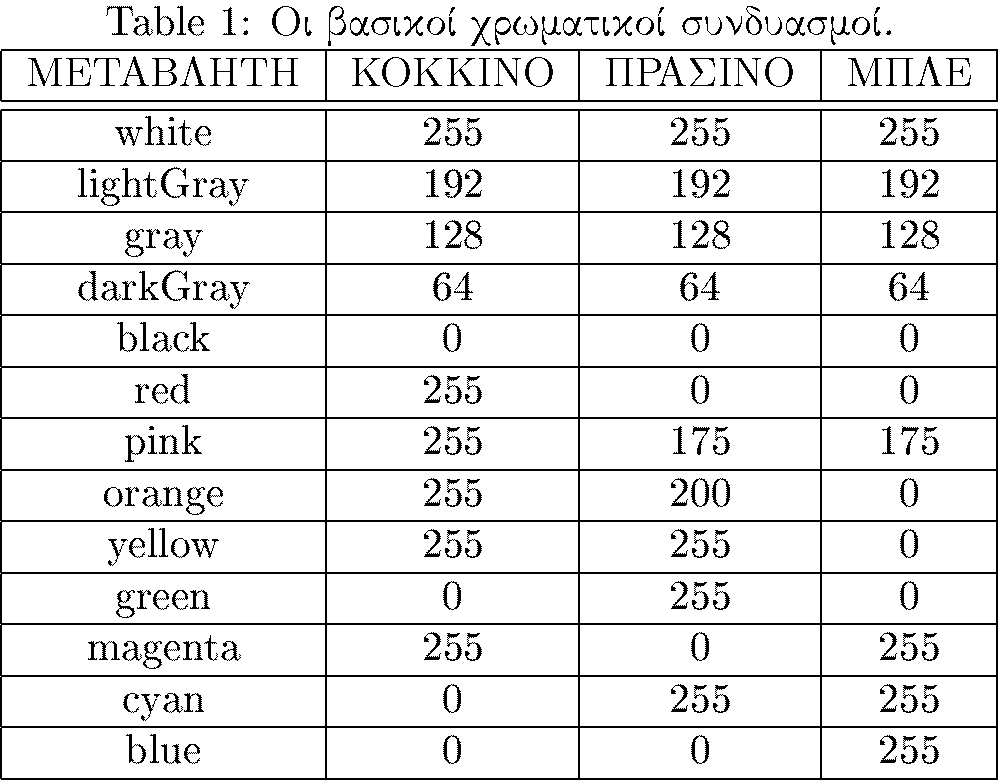 Table 1: Οι βασικοί χρωματικοί συνδυασμοί.
ΜΕΤΑΒΛΗΤΗ ΚΟΚΚΙΝΟ ΠΡΑΣΙΝΟ ΜΠΛΕ
white 255 255 255
lightGray 192 192 192
gray 128 128 128
darkGray 64 64 64
black 0 0 0
red 255 0 0
pink 255 175 175
orange 255 200 0
yellow 255 255 0
green 0 255 0
magenta 255 0 255
cyan 0 255 255
blue 0 0 255